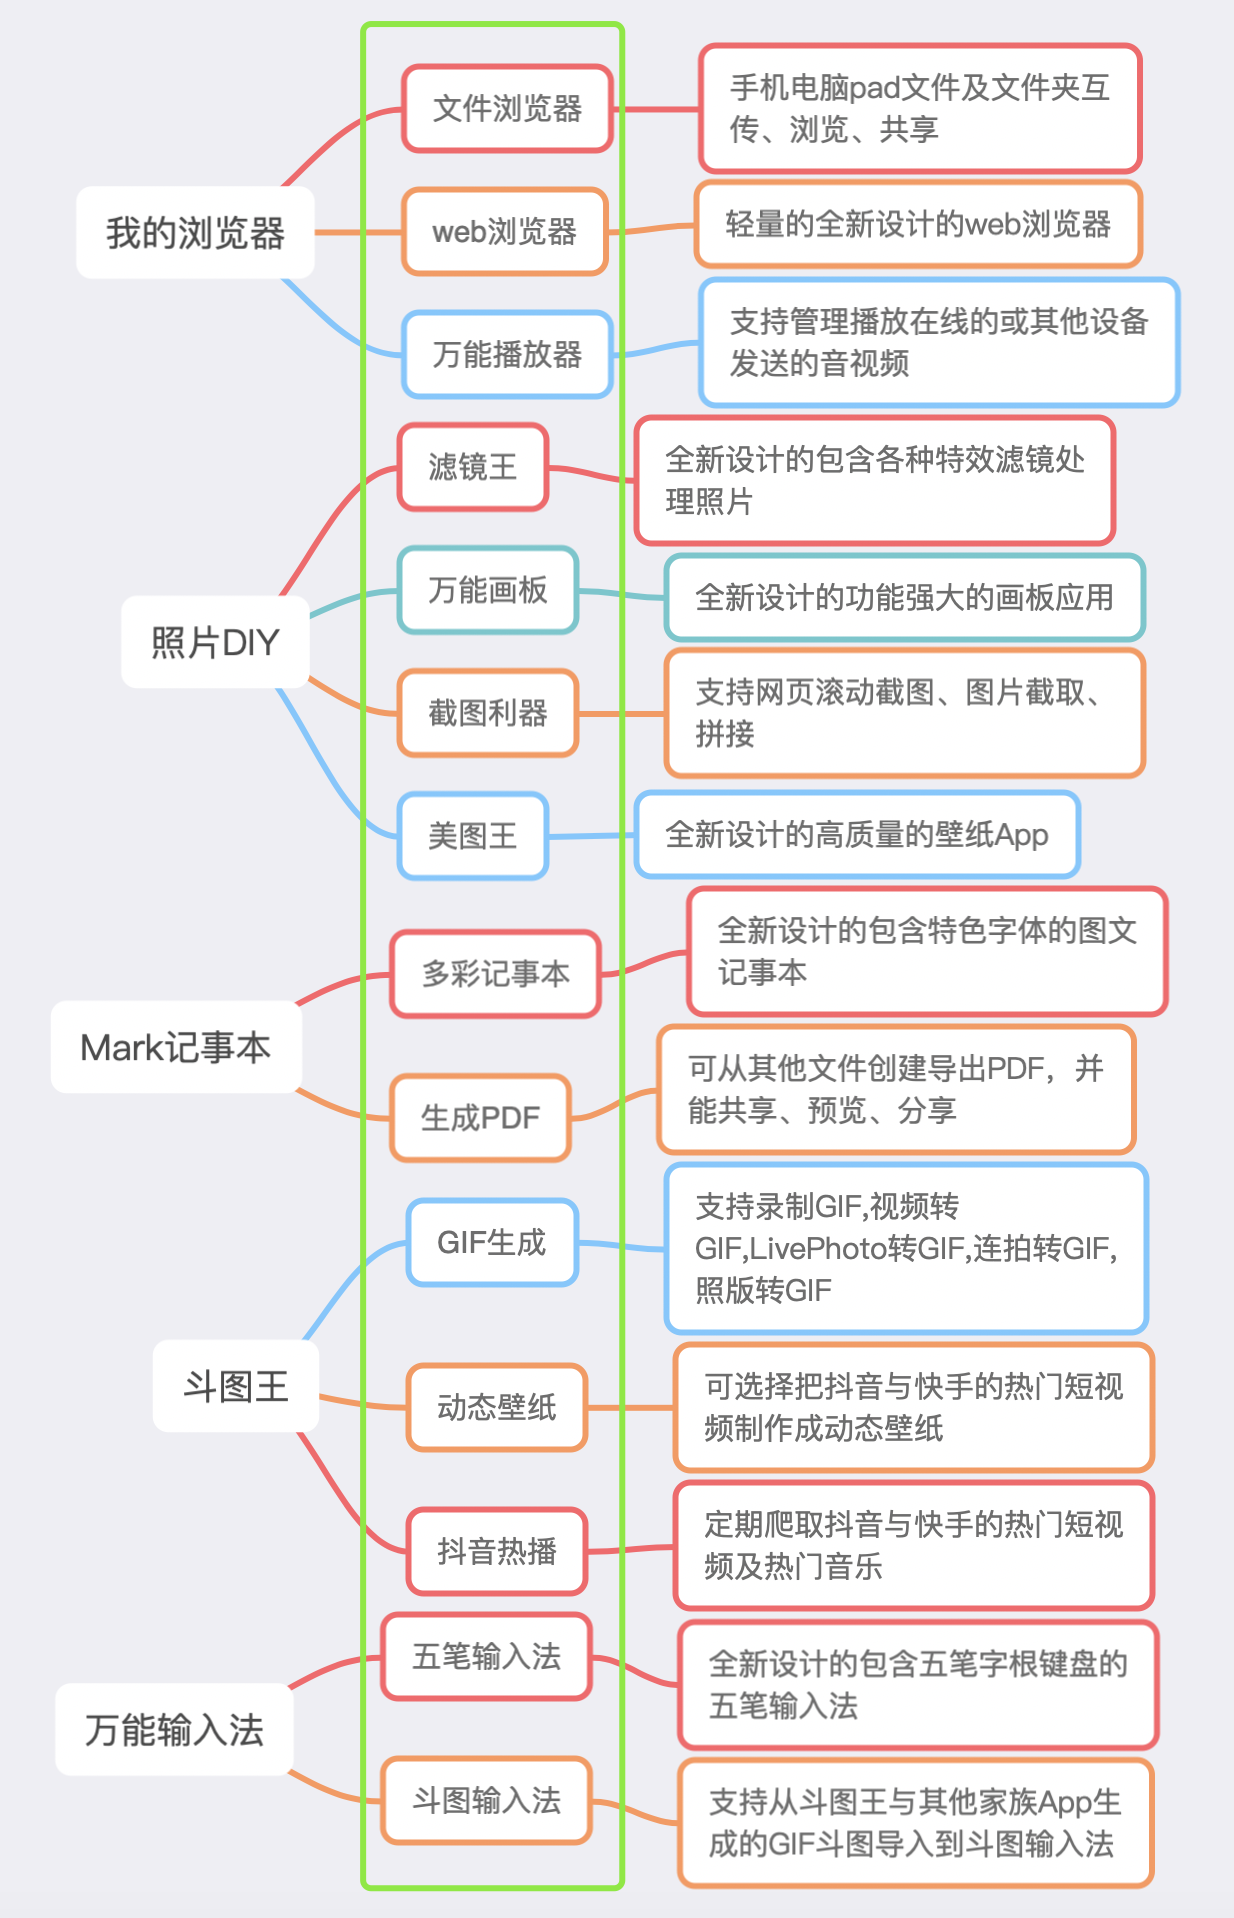 我的浏览器
文件浏览器
手机电脑pad文件及文件夹互
传、浏览、共享
web浏览器
轻量的全新设计的web浏览器
万能播放器
支持管理播放在线的或其他设备
发送的音视频
照片DIY
滤镜王
全新设计的包含各种特效滤镜处
理照片
万能画板
全新设计的功能强大的画板应用
截图利器
支持网页滚动截图、图片截取、
拼接
美图王
全新设计的高质量的壁纸App
Mark记事本
多彩记事本
全新设计的包含特色字体的图文
记事本
生成PDF
可从其他文件创建导出PDF，并
能共享、预览、分享
斗图王
GIF生成
支持录制GIF,视频转
GIF,LivePhoto转GIF,连拍转GIF,
照版转GIF
动态壁纸
可选择把抖音与快手的热门短视
频制作成动态壁纸
抖音热播
定期爬取抖音与快手的热门短视
频及热门音乐
万能输入法
五笔输入法
全新设计的包含五笔字根键盘的
五笔输入法
斗图输入法
支持从斗图王与其他家族App生
成的GIF斗图导入到斗图输入法